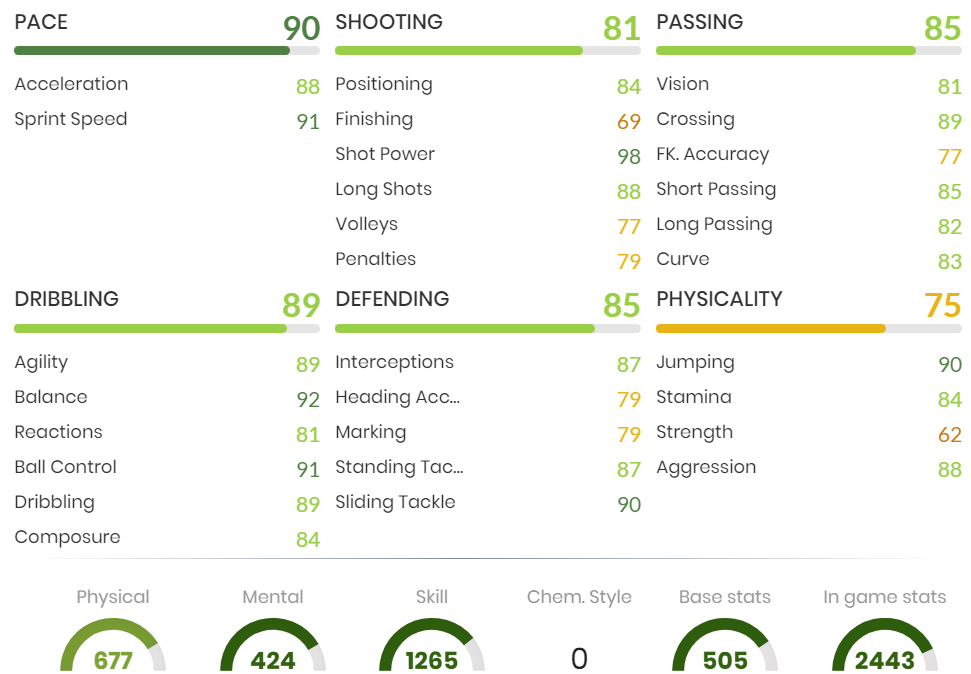 PACE 90
Acceleration 88
Sprint Speed 91
SHOOTING 81
Positioning 84
Finishing 69
Shot Power 98
Long Shots 88
Volleys 77
Penalties 79
PASSING 85
Vision 81
Crossing 89
FK. Accuracy 77
Short Passing 85
Long Passing 82
Curve 83
DRIBBLING 89
Agility 89
Balance 92
Reactions 81
Ball Control 91
Dribbling 89
Composure 84
DEFENDING 85
Interceptions 87
Heading Acc... 79
Marking 79
Standing Tac... 87
Sliding Tackle 90
PHYSICALITY 75
Jumping 90
Stamina 84
Strength 62
Aggression 88
Physical Mental Skill Chem. Style Base stats In game stats
677 424 1265 0 505 2443